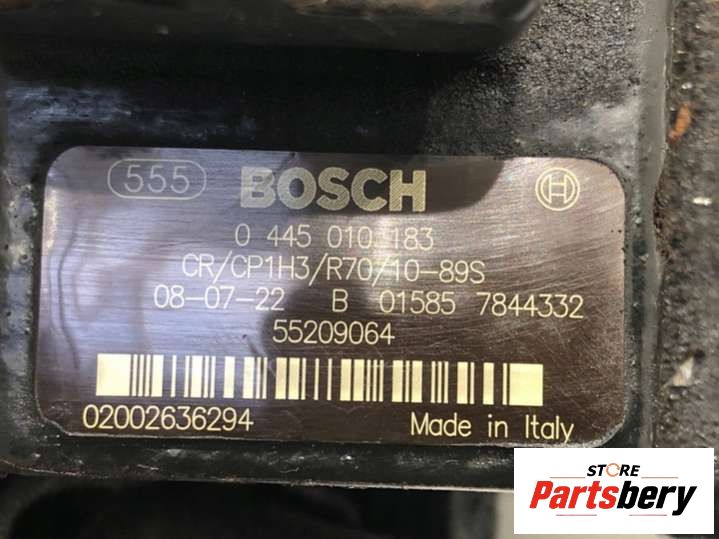 555 BOSCH
0 445 010 183
CR/CP1H3/R70/10-89S
08-07-22 B 01585 7844332
55209064
02002636294 Made in Italy
STORE
Partsbery